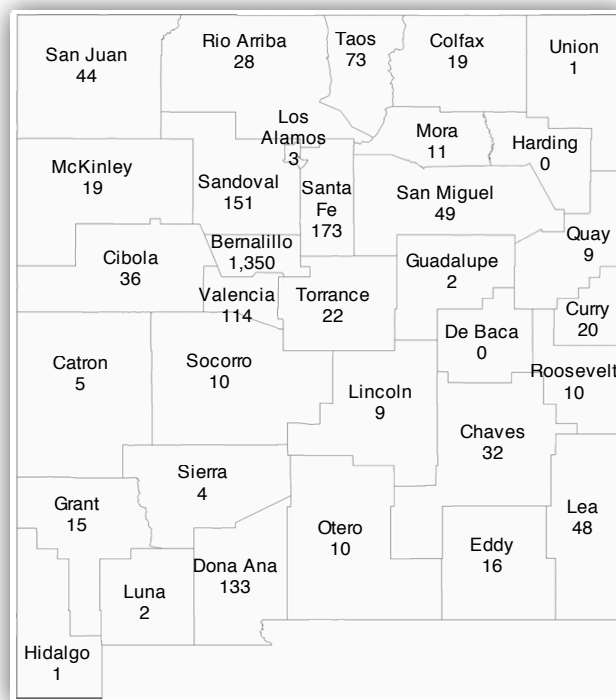 San Juan
44
Rio Arriba
28
Taos
73
Colfax
19
Union
1
Los
Alamos
3
Mora
11
Harding
0
McKinley
19
Sandoval
151
Santa
Fe
173
San Miguel
49
Quay
9
Cibola
36
Bernalillo
1,350
Guadalupe
2
Valencia
114
Torrance
22
Curry
20
De Baca
0
Catron
5
Socorro
10
Lincoln
9
Roosevelt
10
Chaves
32
Sierra
4
Grant
15
Otero
10
Lea
48
Eddy
16
Dona Ana
133
Luna
2
Hidalgo
1